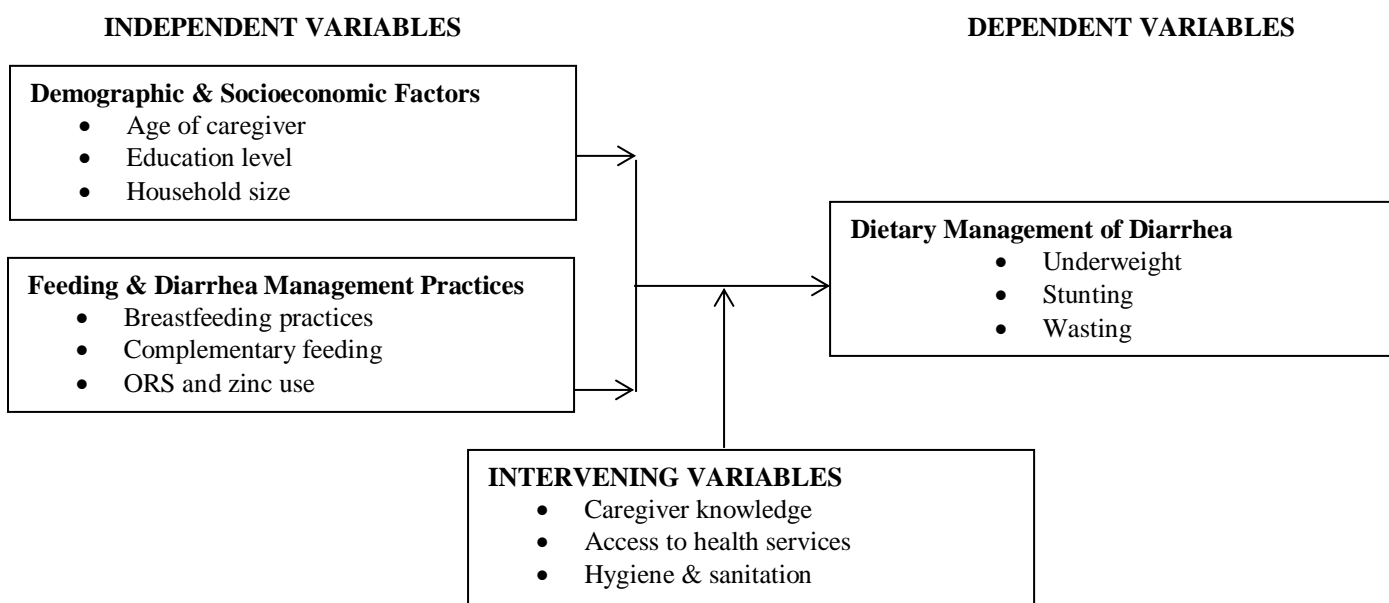 INDEPENDENT VARIABLES
DEPENDENT VARIABLES
Demographic & Socioeconomic Factors
• Age of caregiver
• Education level
• Household size
Feeding & Diarrhea Management Practices
• Breastfeeding practices
• Complementary feeding
• ORS and zinc use
Dietary Management of Diarrhea
• Underweight
• Stunting
• Wasting
INTERVENING VARIABLES
• Caregiver knowledge
• Access to health services
• Hygiene & sanitation